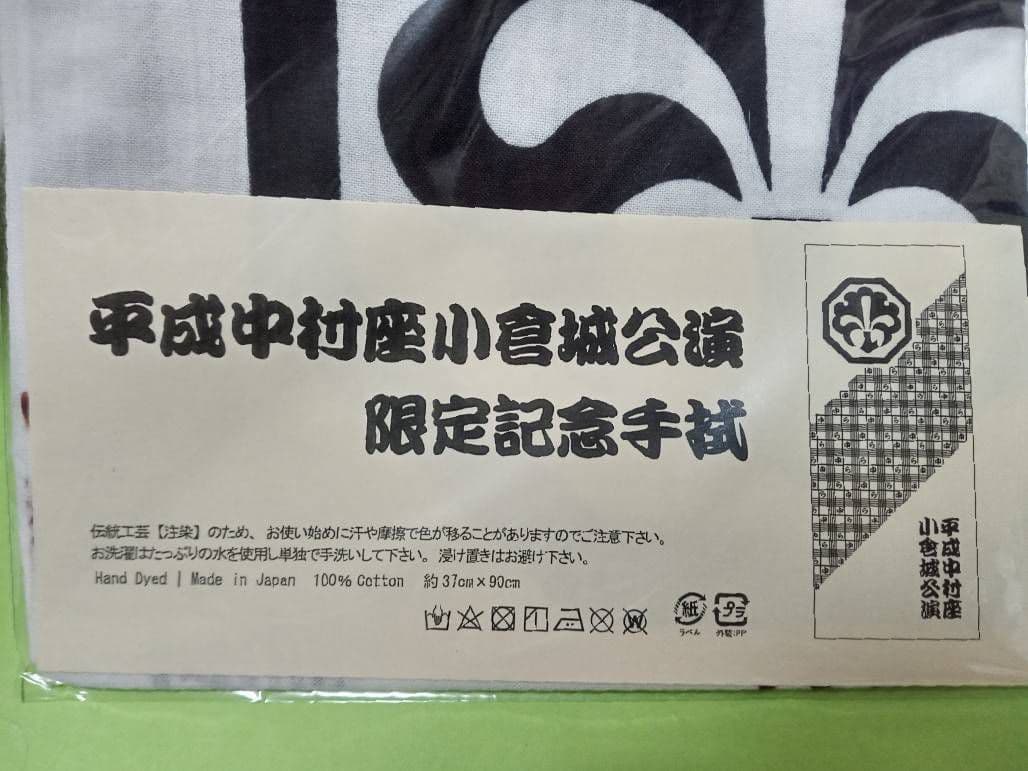 平成中村座小倉城公演
限定記念手拭
伝統工芸【注染】のため、お使い始めに汗や摩擦で色が移ることがありますのでご注意下さい。
お洗濯はたっぷりの水を使用し単独で手洗いして下さい。浸け置きはお避け下さい。
Hand Dyed | Made in Japan 100% Cotton 約37cm×90cm
紙
ラベル
プラ
外装:PP
平成中村座
小倉城公演